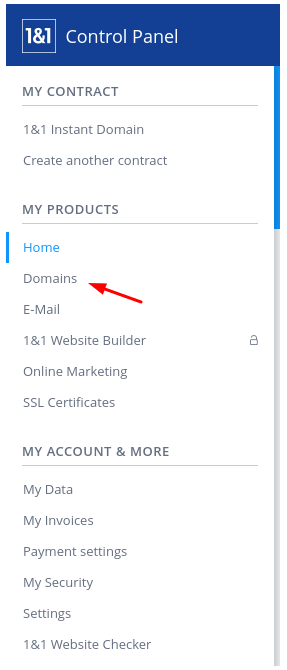 1&1 Control Panel
MY CONTRACT
1&1 Instant Domain
Create another contract
MY PRODUCTS
Home
Domains
E-Mail
1&1 Website Builder
Online Marketing
SSL Certificates
MY ACCOUNT & MORE
My Data
My Invoices
Payment settings
My Security
Settings
1&1 Website Checker